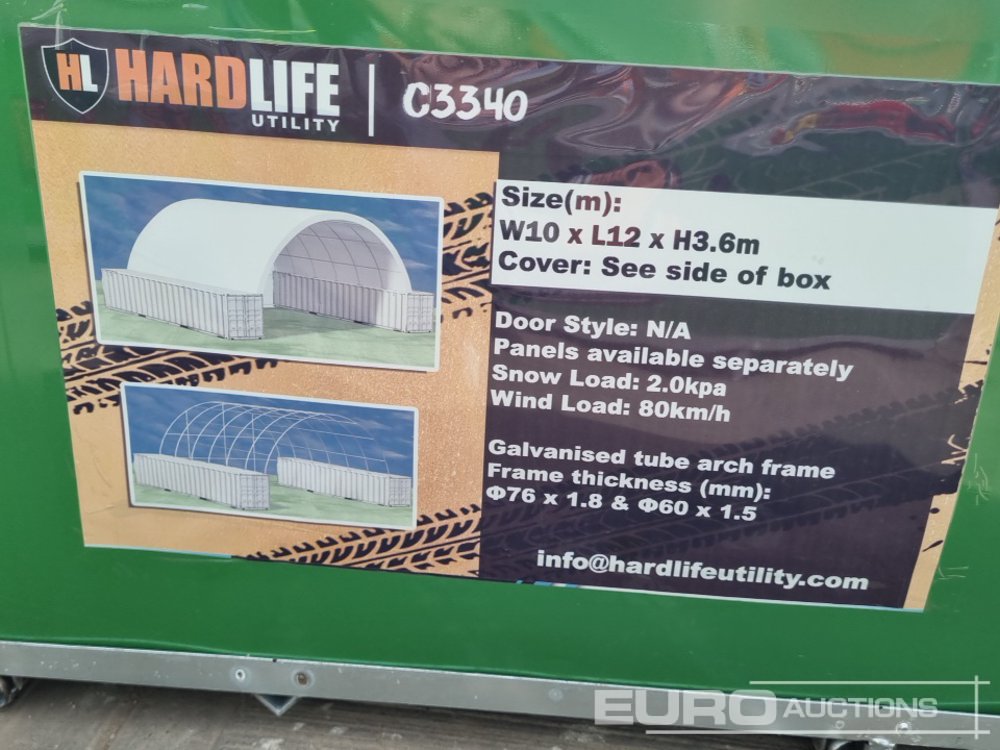 HL HARDLIFE UTILITY | C3340
Size(m):
W10 x L12 x H3.6m
Cover: See side of box
Door Style: N/A
Panels available separately
Snow Load: 2.0kpa
Wind Load: 80km/h
Galvanised tube arch frame
Frame thickness (mm):
Φ76 x 1.8 & Φ60 x 1.5
info@hardlifeutility.com
EURO AUCTIONS